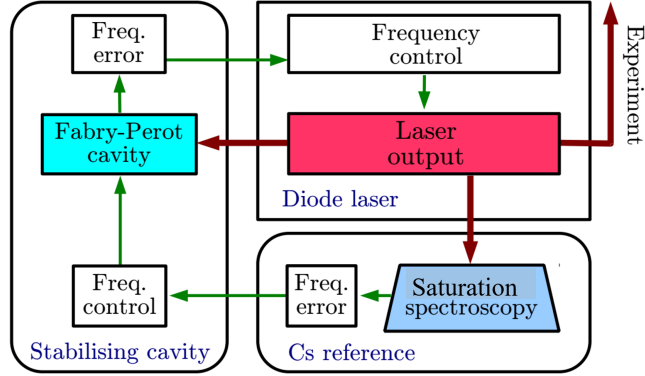 Freq.
error
Frequency
control
Experiment
Fabry-Perot
cavity
Laser
output
Diode laser
Freq.
control
Freq.
error
Saturation
spectroscopy
Stabilising cavity
Cs reference